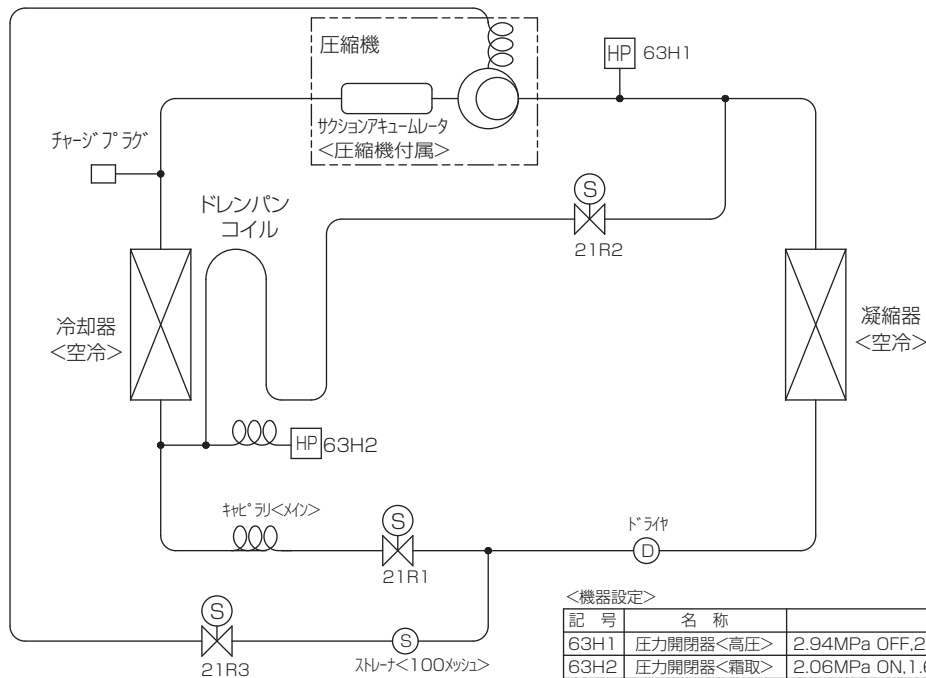 圧縮機
HP 63H1
サクションアキュームレータ
<圧縮機付属>
チャージプラグ
ドレンパン
コイル
S
21R2
冷却器
<空冷>
凝縮器
<空冷>
HP 63H2
キャピラリ<メイン>
S
21R1
ドライヤ
D
S
21R3
S
ストレーナ<100メッシュ>
<機器設定>
記 号 名 称
63H1 圧力開閉器<高圧> 2.94MPa OFF,2
63H2 圧力開閉器<霜取> 2.06MPa ON,1.6